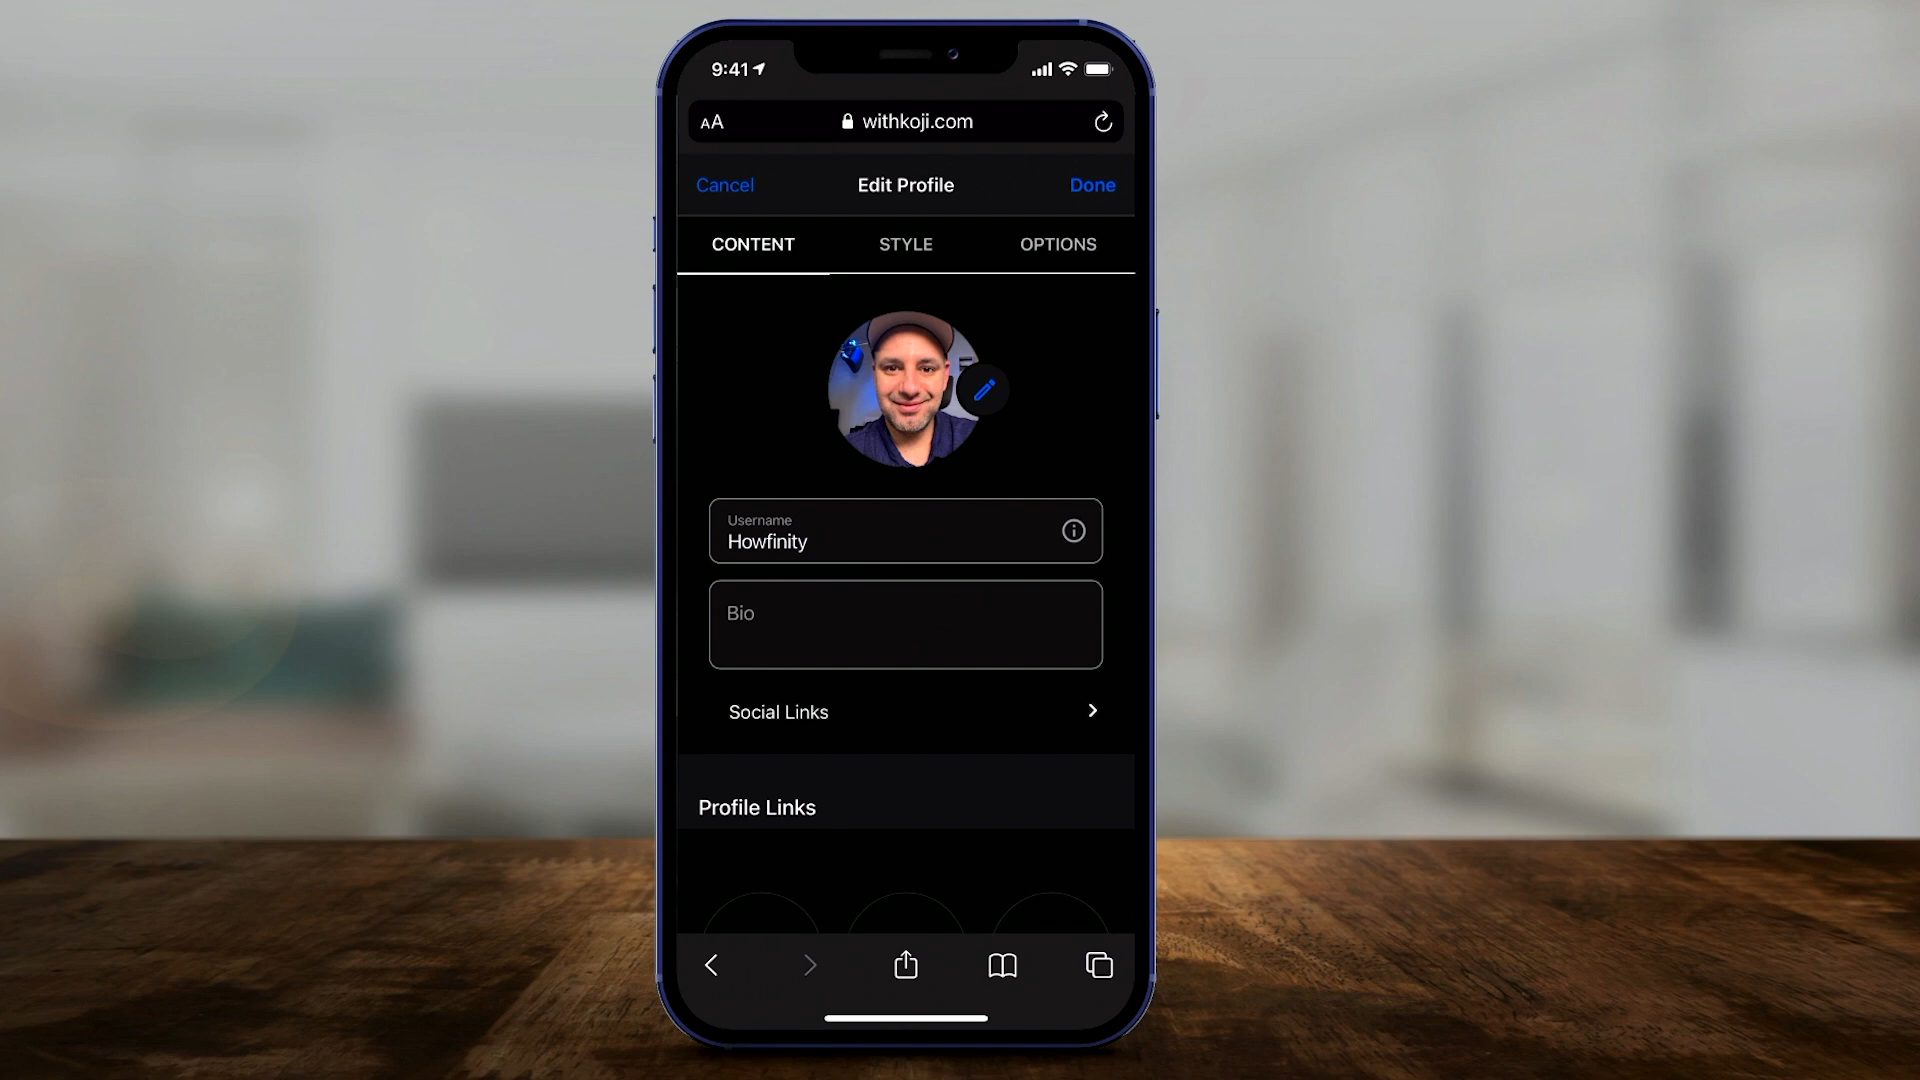 9:41
AA withkoji.com
Cancel Edit Profile Done
CONTENT STYLE OPTIONS
Username
Howfinity
Bio
Social Links
Profile Links